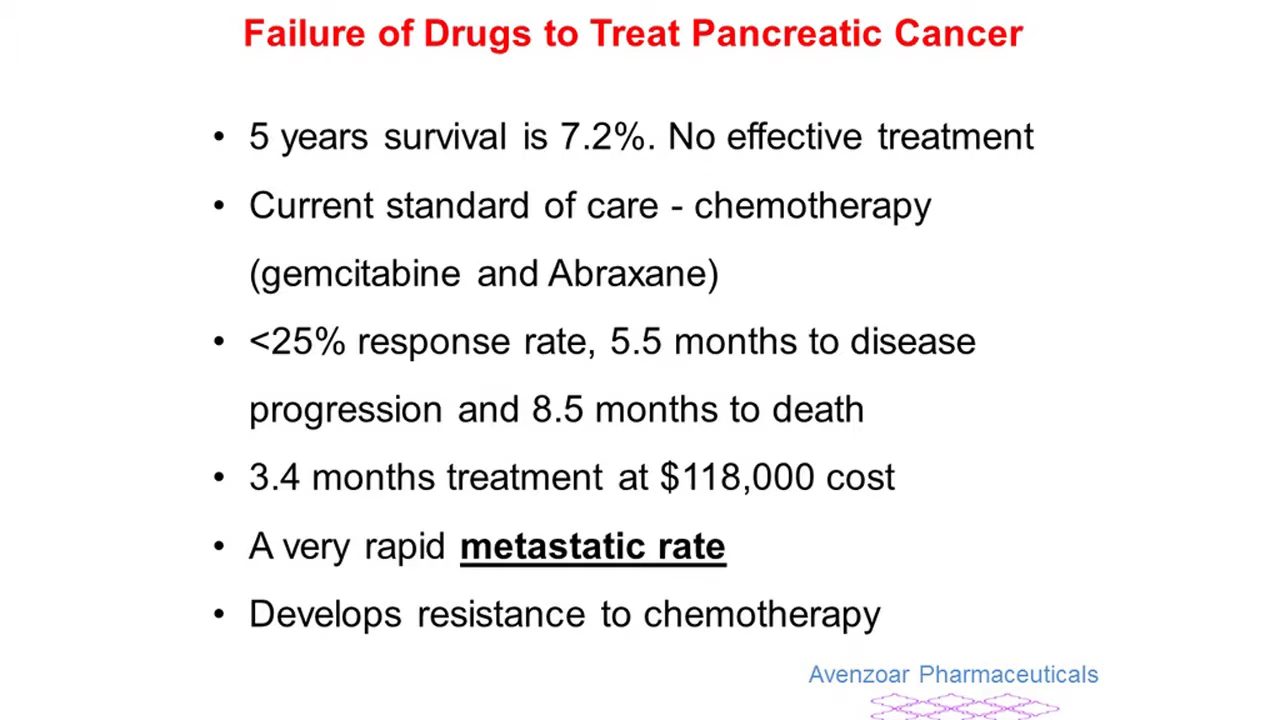 Failure of Drugs to Treat Pancreatic Cancer
• 5 years survival is 7.2%. No effective treatment
• Current standard of care - chemotherapy
(gemcitabine and Abraxane)
• <25% response rate, 5.5 months to disease
progression and 8.5 months to death
• 3.4 months treatment at $118,000 cost
• A very rapid metastatic rate
• Develops resistance to chemotherapy
Avenzoar Pharmaceuticals